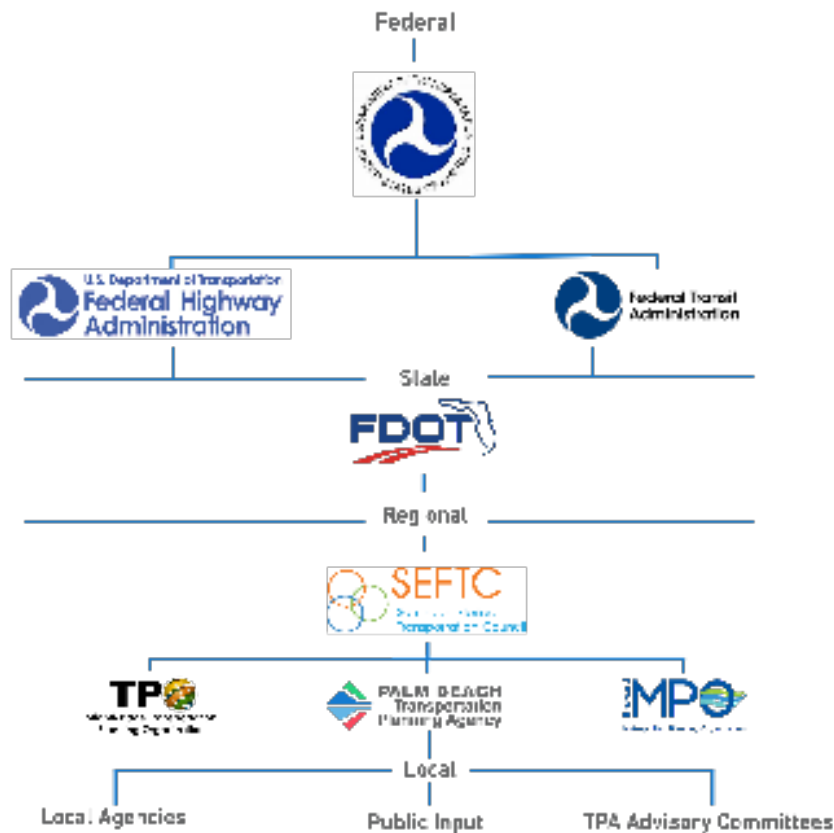 Federal
U.S. Department of Transportation
Federal Highway
Administration
Federal Transit
Administration
State
FDOT
Regional
SEFTC
Transportation Council
TPO
PALM BEACH
Transportation
Planning Agency
MPO
Local
Local Agencies
Public Input
TPA Advisory Committees